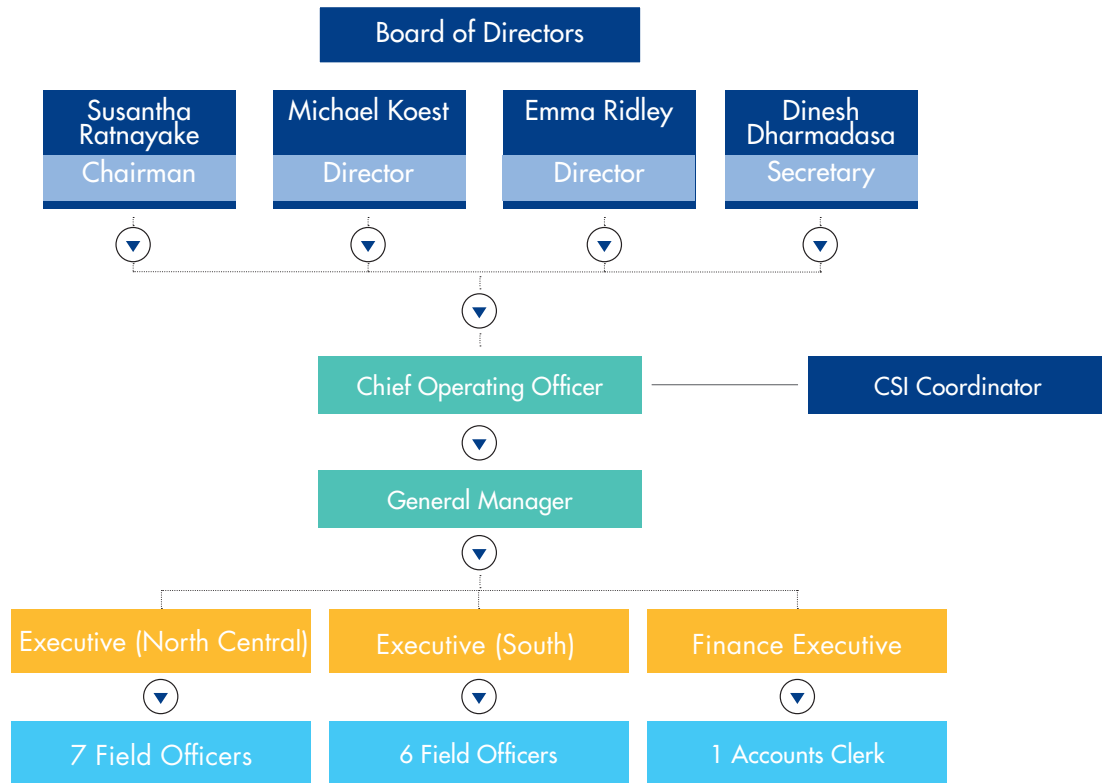 Board of Directors
Susantha
Ratnayake
Chairman
Michael Koest
Director
Emma Ridley
Director
Dinesh
Dharmadasa
Secretary
Chief Operating Officer
CSI Coordinator
General Manager
Executive (North Central)
Executive (South)
Finance Executive
7 Field Officers
6 Field Officers
1 Accounts Clerk